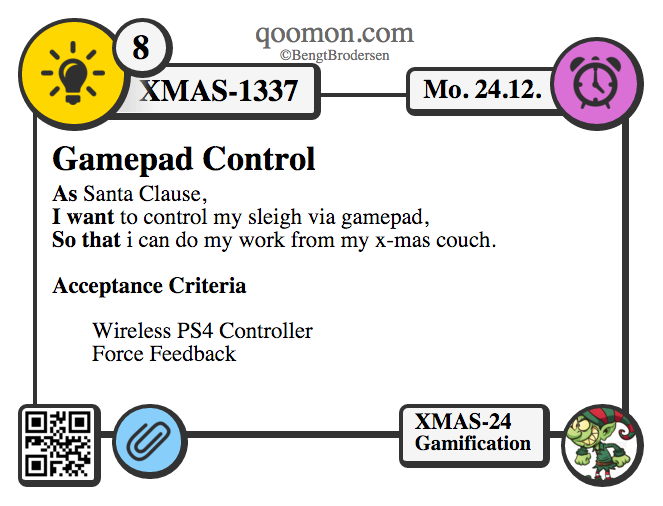 qoomon.com
©BengtBrodersen
8
XMAS-1337
Mo. 24.12.
Gamepad Control
As Santa Clause,
I want to control my sleigh via gamepad,
So that i can do my work from my x-mas couch.
Acceptance Criteria
Wireless PS4 Controller
Force Feedback
XMAS-24
Gamification